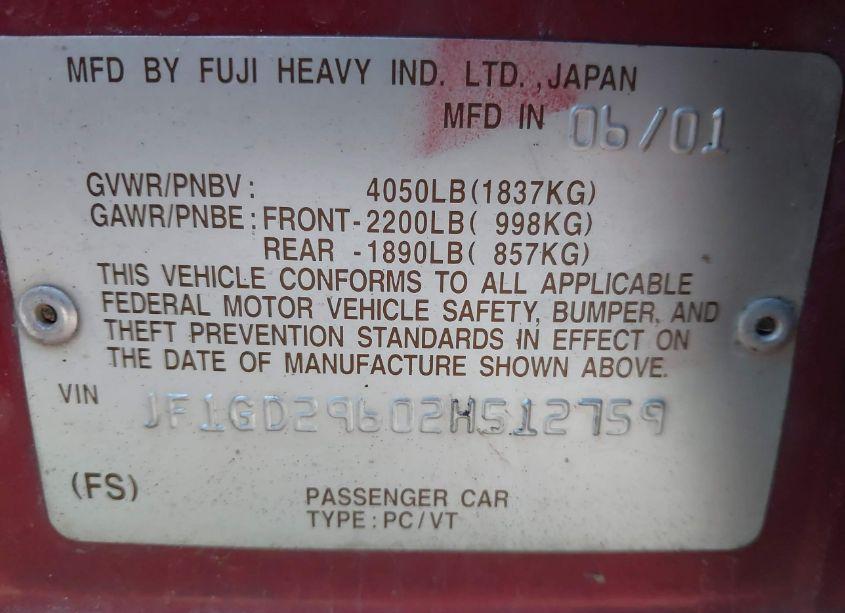 MFD BY FUJI HEAVY IND. LTD., JAPAN
MFD IN 06/01
GVWR/PNBV: 4050LB(1837KG)
GAWR/PNBE: FRONT-2200LB( 998KG)
REAR -1890LB( 857KG)
THIS VEHICLE CONFORMS TO ALL APPLICABLE
FEDERAL MOTOR VEHICLE SAFETY, BUMPER, AND
THEFT PREVENTION STANDARDS IN EFFECT ON
THE DATE OF MANUFACTURE SHOWN ABOVE.
VIN JF1GD29602H512759
(FS)
PASSENGER CAR
TYPE: PC/VT